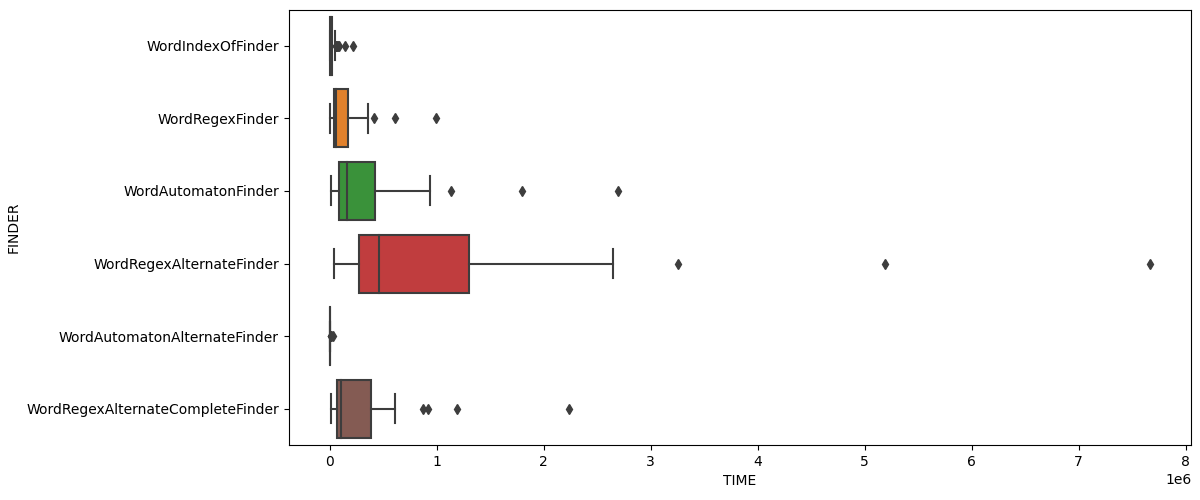 WordIndexOfFinder
WordRegexFinder
WordAutomatonFinder
WordRegexAlternateFinder
WordAutomatonAlternateFinder
WordRegexAlternateCompleteFinder
FINDER
0 1 2 3 4 5 6 7 8
1e6
TIME